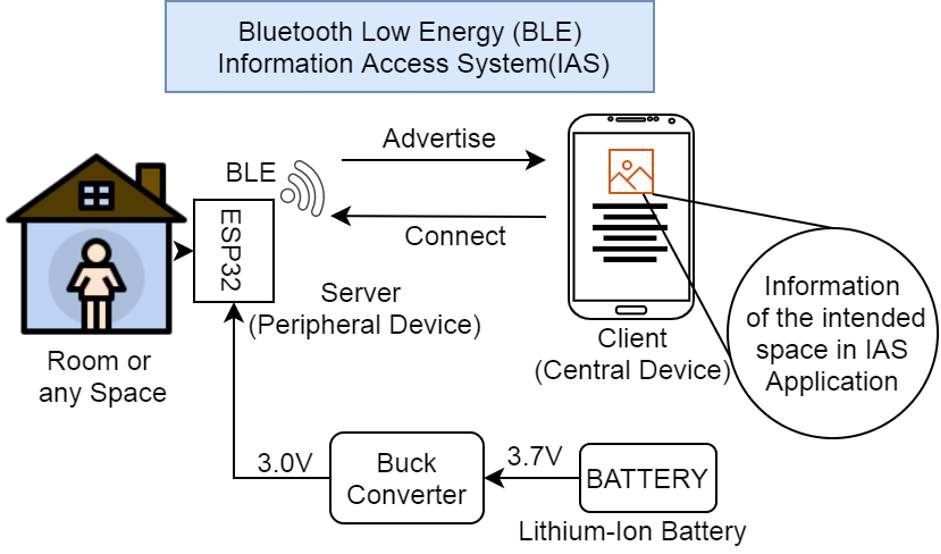 Bluetooth Low Energy (BLE)
Information Access System(IAS)
Advertise
BLE
ESP32
Connect
Server
(Peripheral Device)
Room or
any Space
Client
(Central Device)
Information
of the intended
space in IAS
Application
3.0V
Buck
Converter
3.7V
BATTERY
Lithium-Ion Battery